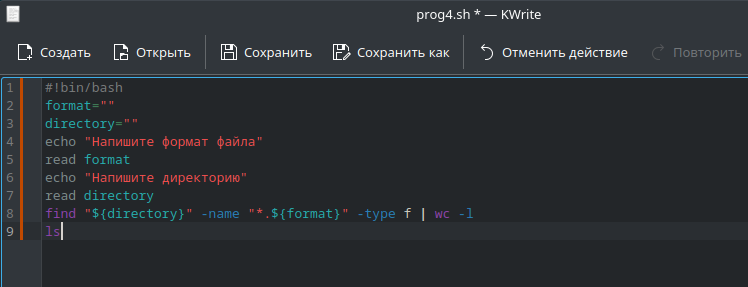 prog4.sh * — KWrite
Создать Открыть Сохранить Сохранить как Отменить действие Повторить
1 #!bin/bash
2 format=""
3 directory=""
4 echo "Напишите формат файла"
5 read format
6 echo "Напишите директорию"
7 read directory
8 find "${directory}" -name "*.${format}" -type f | wc -l
9 ls